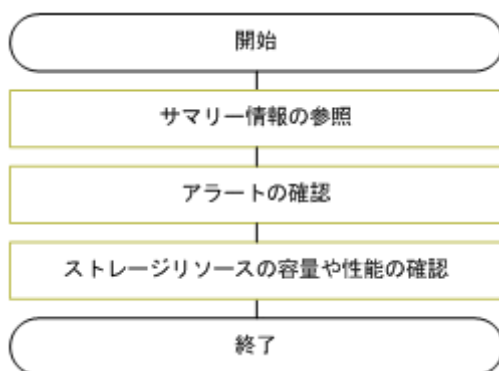 開始
サマリー情報の参照
アラートの確認
ストレージリソースの容量や性能の確認
終了